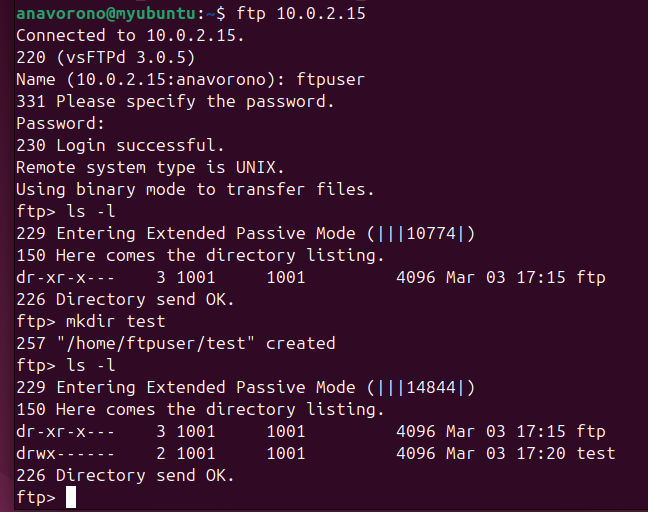 anavorono@myubuntu:~$ ftp 10.0.2.15
Connected to 10.0.2.15.
220 (vsFTPd 3.0.5)
Name (10.0.2.15:anavorono): ftpuser
331 Please specify the password.
Password:
230 Login successful.
Remote system type is UNIX.
Using binary mode to transfer files.
ftp> ls -l
229 Entering Extended Passive Mode (|||10774|)
150 Here comes the directory listing.
dr-xr-x---    3 1001     1001         4096 Mar 03 17:15 ftp
226 Directory send OK.
ftp> mkdir test
257 "/home/ftpuser/test" created
ftp> ls -l
229 Entering Extended Passive Mode (|||14844|)
150 Here comes the directory listing.
dr-xr-x---    3 1001     1001         4096 Mar 03 17:15 ftp
drwx------    2 1001     1001         4096 Mar 03 17:20 test
226 Directory send OK.
ftp>